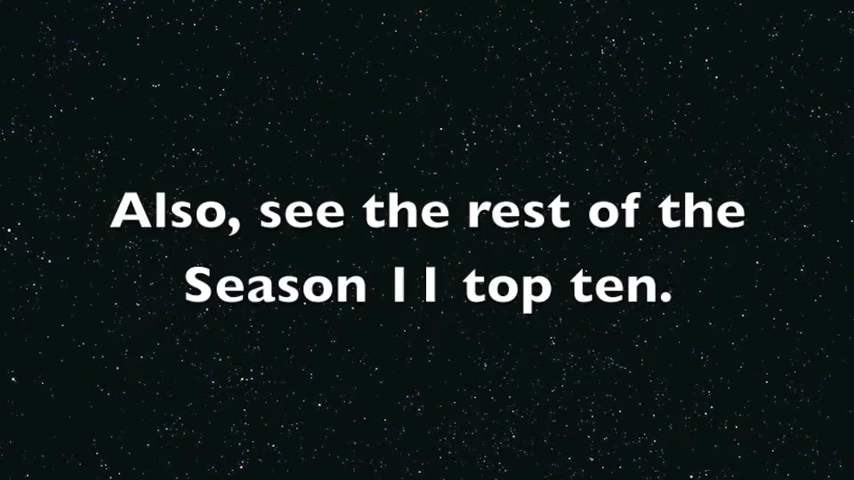 Also, see the rest of the
Season 11 top ten.